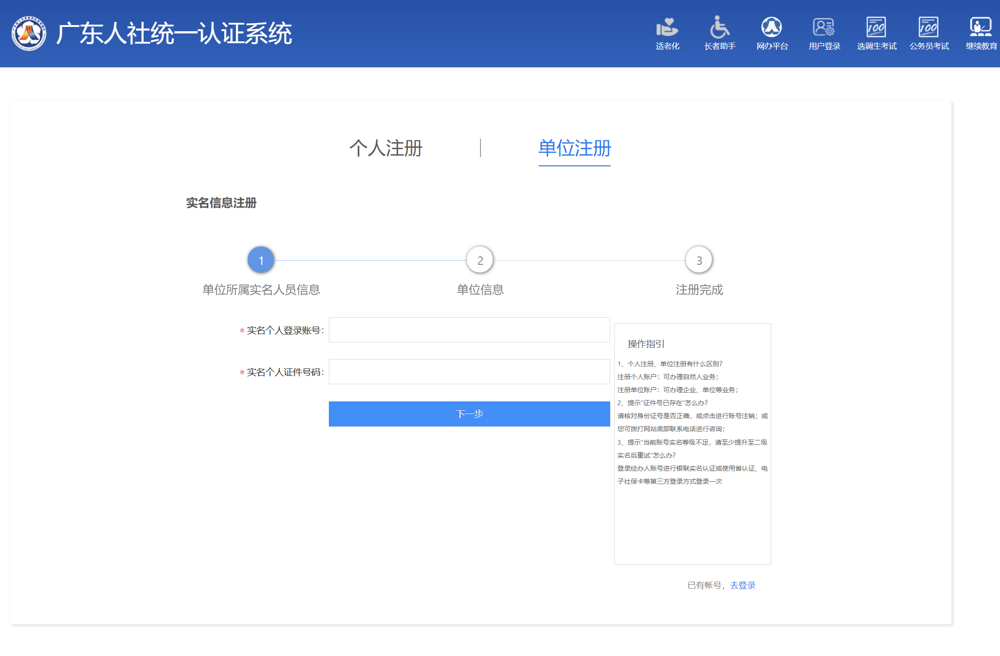 广东人社统一认证系统
适老化
长者助手
网办平台
用户登录
选调生考试
公务员考试
继续教育
个人注册
单位注册
实名信息注册
1
2
3
单位所属实名人员信息
单位信息
注册完成
*实名个人登录账号：
*实名个人证件号码：
下一步
操作指引
1、个人注册、单位注册有什么区别？
注册个人账户：可办理自然人业务；
注册单位账户：可办理企业、单位等业务；
2、提示“证件号已存在”怎么办？
请核对身份证号是否正确，或点击进行账号注销；或
您可拨打网站底部联系电话进行咨询；
3、提示“当前账号实名等级不足，请至少提升至二级
实名后重试”怎么办？
登录经办人账号进行银联实名认证或使用省认证、电
子社保卡等第三方登录方式登录一次
已有帐号，去登录